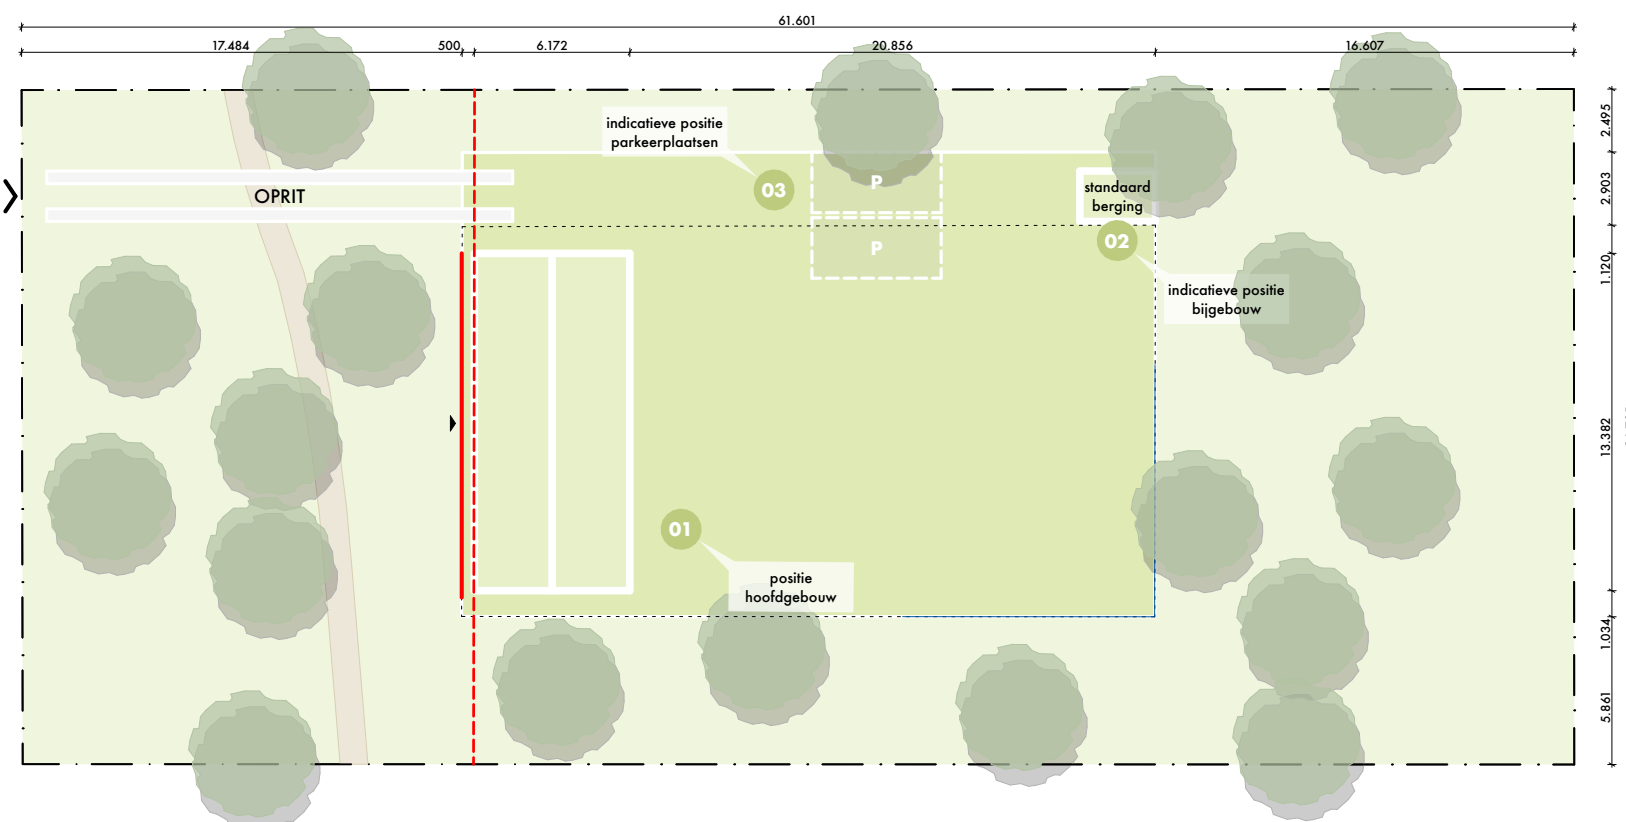 61.601
17.484
500
6.172
20.856
16.607
2.495
indicatieve positie
parkeerplaatsen
P
03
standaard
berging
2.903
OPRIT
02
P
1.120
indicatieve positie
bijgebouw
13.382
01
positie
hoofdgebouw
1.034
5.861